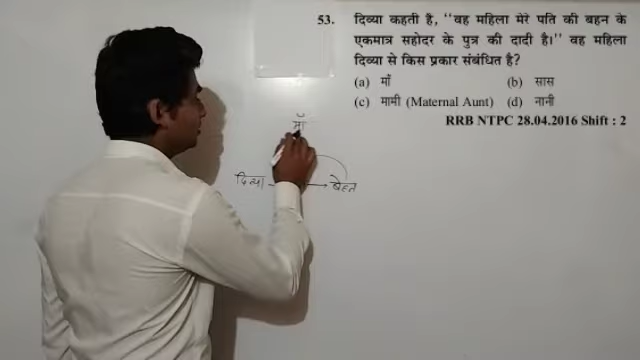 53. दिव्या कहती है, ''वह महिला मेरे पति की बहन के
एकमात्र सहोदर के पुत्र की दादी है।'' वह महिला
दिव्या से किस प्रकार संबंधित है?
(a) माँ (b) सास
(c) मामी (Maternal Aunt) (d) नानी
RRB NTPC 28.04.2016 Shift : 2
माँ
दिव्या बेहन